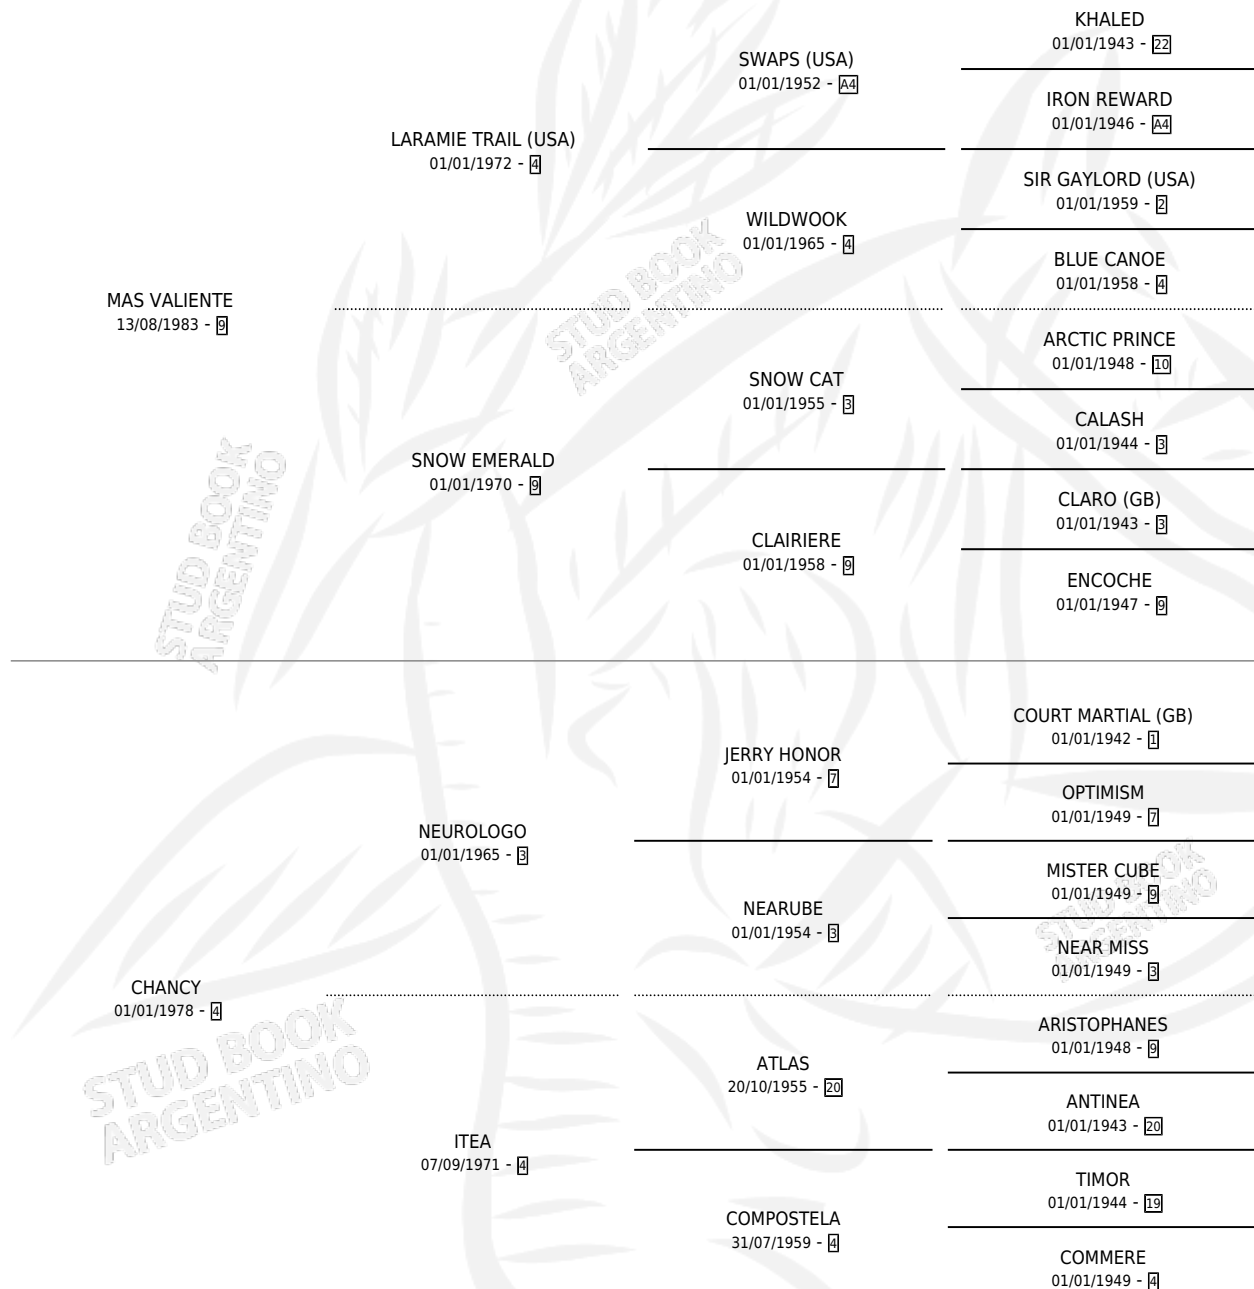 KHALED
01/01/1943 - 22
SWAPS (USA)
01/01/1952 - A4
IRON REWARD
01/01/1946 - A4
LARAMIE TRAIL (USA)
01/01/1972 - 4
SIR GAYLORD (USA)
01/01/1959 - 2
WILDWOOK
01/01/1965 - 4
BLUE CANOE
01/01/1958 - 4
MAS VALIENTE
13/08/1983 - 9
ARCTIC PRINCE
01/01/1948 - 10
SNOW CAT
01/01/1955 - 3
CALASH
01/01/1944 - 3
SNOW EMERALD
01/01/1970 - 9
CLARO (GB)
01/01/1943 - 3
CLAIRIERE
01/01/1958 - 9
ENCOCHE
01/01/1947 - 9
COURT MARTIAL (GB)
01/01/1942 - 1
JERRY HONOR
01/01/1954 - 7
OPTIMISM
01/01/1949 - 7
NEUROLOGO
01/01/1965 - 3
MISTER CUBE
01/01/1949 - 9
NEARUBE
01/01/1954 - 3
NEAR MISS
01/01/1949 - 3
CHANCY
01/01/1978 - 4
ARISTOPHANES
01/01/1948 - 9
ATLAS
20/10/1955 - 20
ANTINEA
01/01/1943 - 20
ITEA
07/09/1971 - 4
TIMOR
01/01/1944 - 19
COMPOSTELA
31/07/1959 - 4
COMMERE
01/01/1949 - 4
STUD BOOK
ARGENTINO
STUD BOOK
ARGENTINO
STUD BOOK
ARGENTINO
STUD BOOK
ARGENTINO